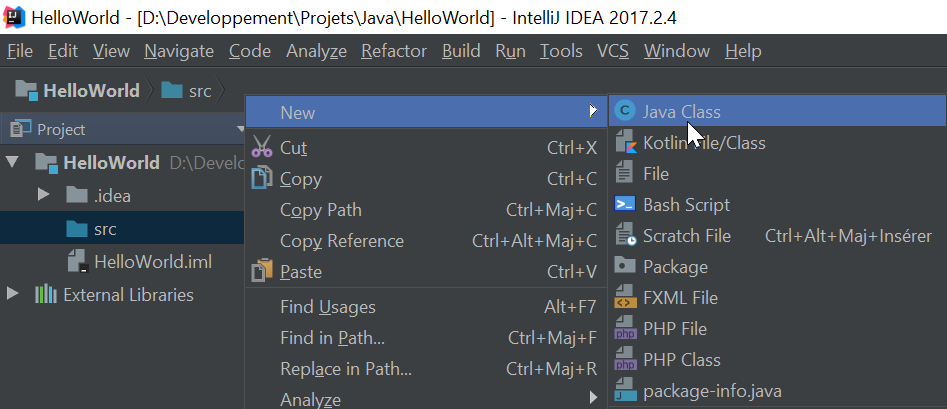 HelloWorld - [D:\Developpement\Projets\Java\HelloWorld] - IntelliJ IDEA 2017.2.4
File Edit View Navigate Code Analyze Refactor Build Run Tools VCS Window Help
HelloWorld src
Project
HelloWorld D:\Develo
.idea
src
HelloWorld.iml
External Libraries
New
Cut Ctrl+X
Copy Ctrl+C
Copy Path Ctrl+Maj+C
Copy Reference Ctrl+Alt+Maj+C
Paste Ctrl+V
Find Usages Alt+F7
Find in Path... Ctrl+Maj+F
Replace in Path... Ctrl+Maj+R
Analyze
Java Class
Kotlin File/Class
File
Bash Script
Scratch File Ctrl+Alt+Maj+Insérer
Package
FXML File
PHP File
PHP Class
package-info.java